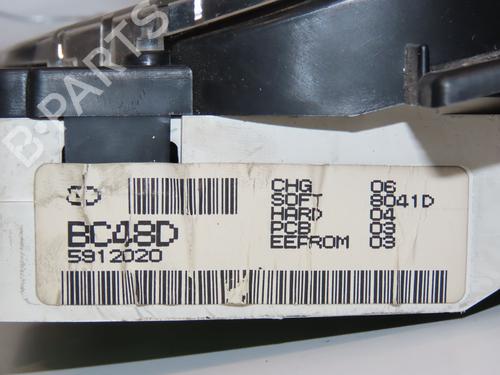 B-PARTS
BC48D
5912020
CHG 06
SOFT 8041D
HARD 04
PCB 03
EEPROM 03